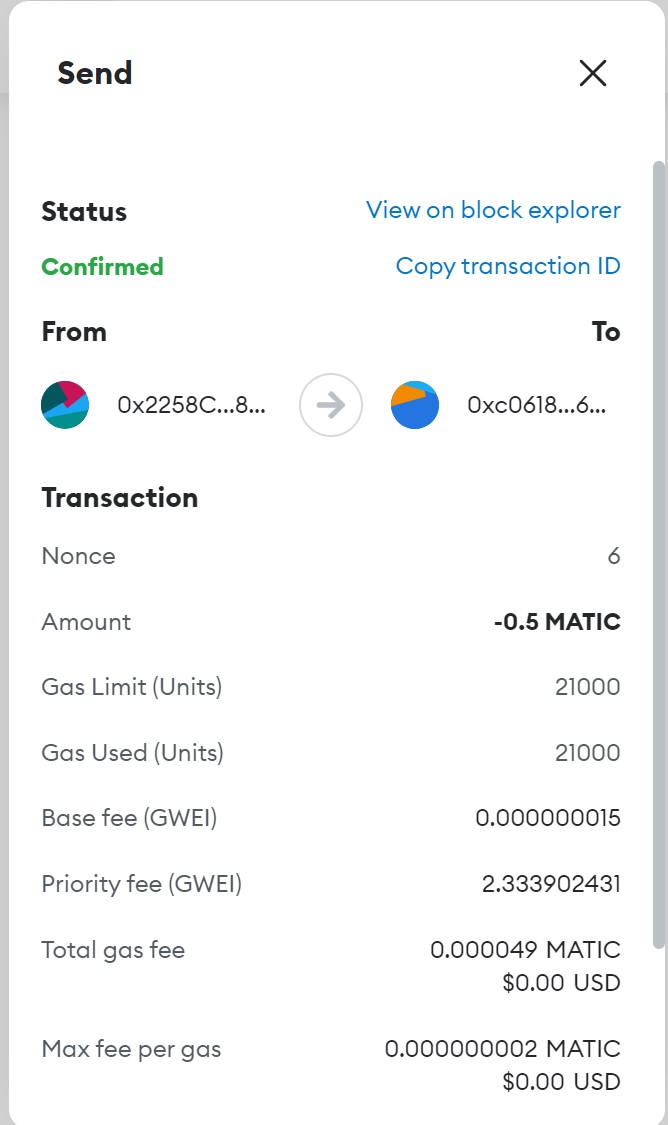 Send
Status View on block explorer
Confirmed Copy transaction ID
From To
0x2258C...8... 0xc0618...6...
Transaction
Nonce 6
Amount -0.5 MATIC
Gas Limit (Units) 21000
Gas Used (Units) 21000
Base fee (GWEI) 0.000000015
Priority fee (GWEI) 2.333902431
Total gas fee 0.000049 MATIC
$0.00 USD
Max fee per gas 0.000000002 MATIC
$0.00 USD